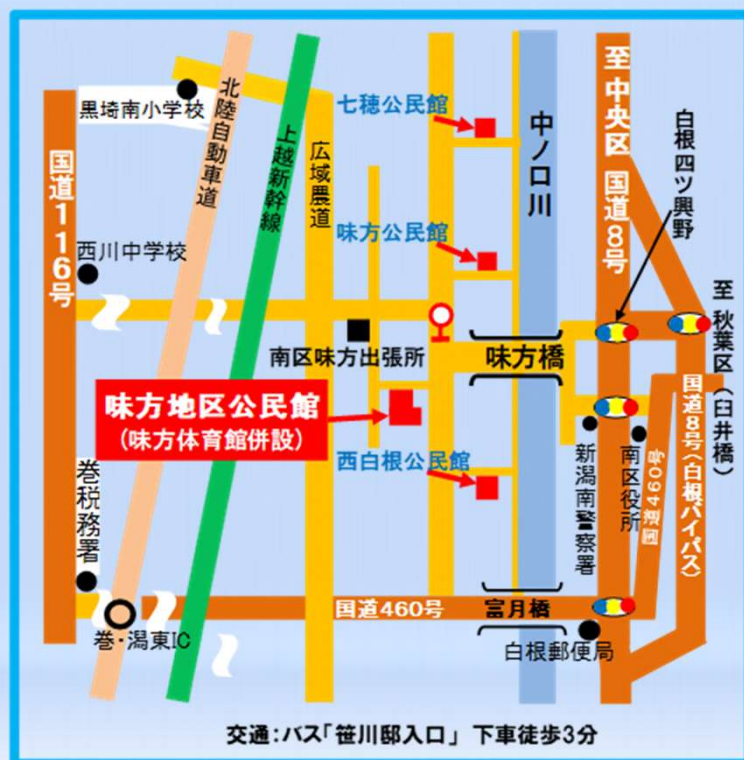 至 中央区 国道8号
白根四ツ興野
七穂公民館
中ノ口川
北陸自動車道
上越新幹線
広域農道
黒埼南小学校
国道116号
味方公民館
西川中学校
至 秋葉区（臼井橋）
南区味方出張所
味方橋
味方地区公民館
（味方体育館併設）
国道8号（白根バイパス）
国道460号
南区役所
新潟南警察署
西白根公民館
巻税務署
国道460号
富月橋
巻・潟東IC
白根郵便局
交通：バス「笹川邸入口」 下車徒歩3分